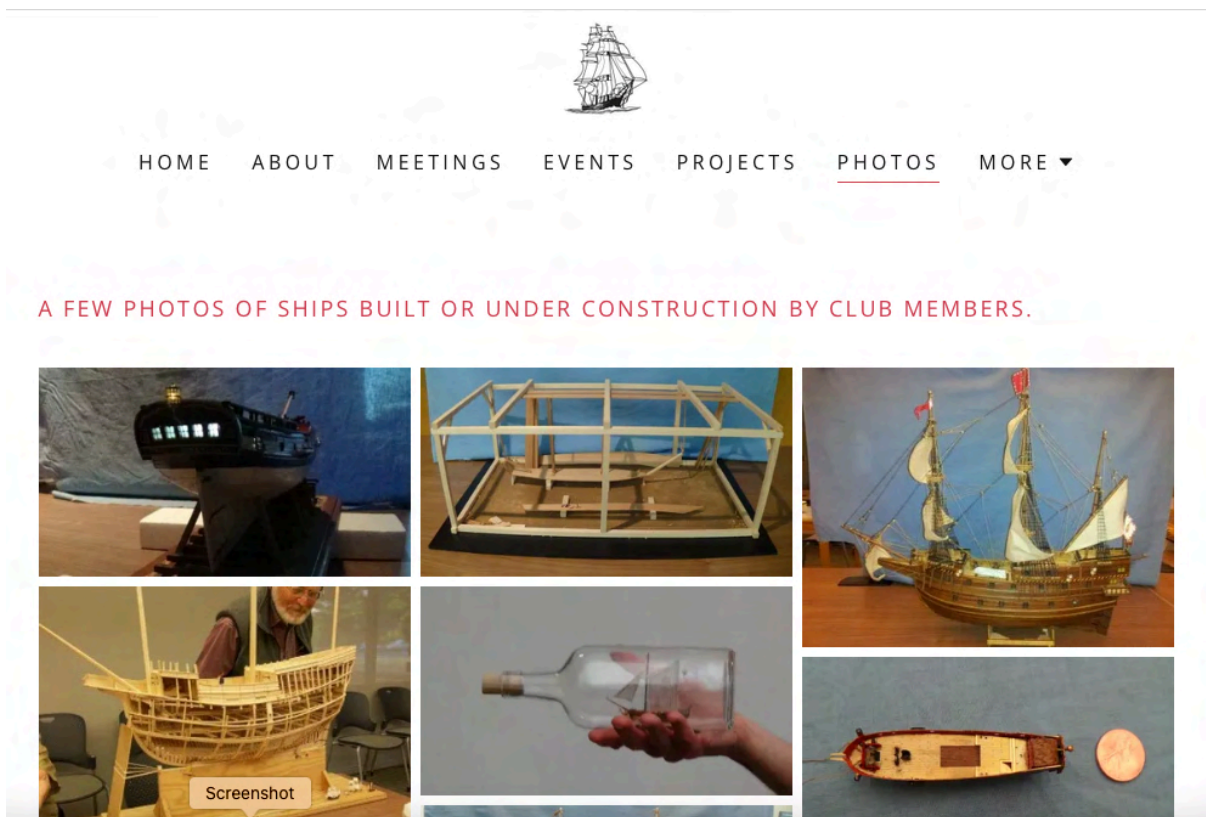 HOME ABOUT MEETINGS EVENTS PROJECTS PHOTOS MORE
A FEW PHOTOS OF SHIPS BUILT OR UNDER CONSTRUCTION BY CLUB MEMBERS.
Screenshot